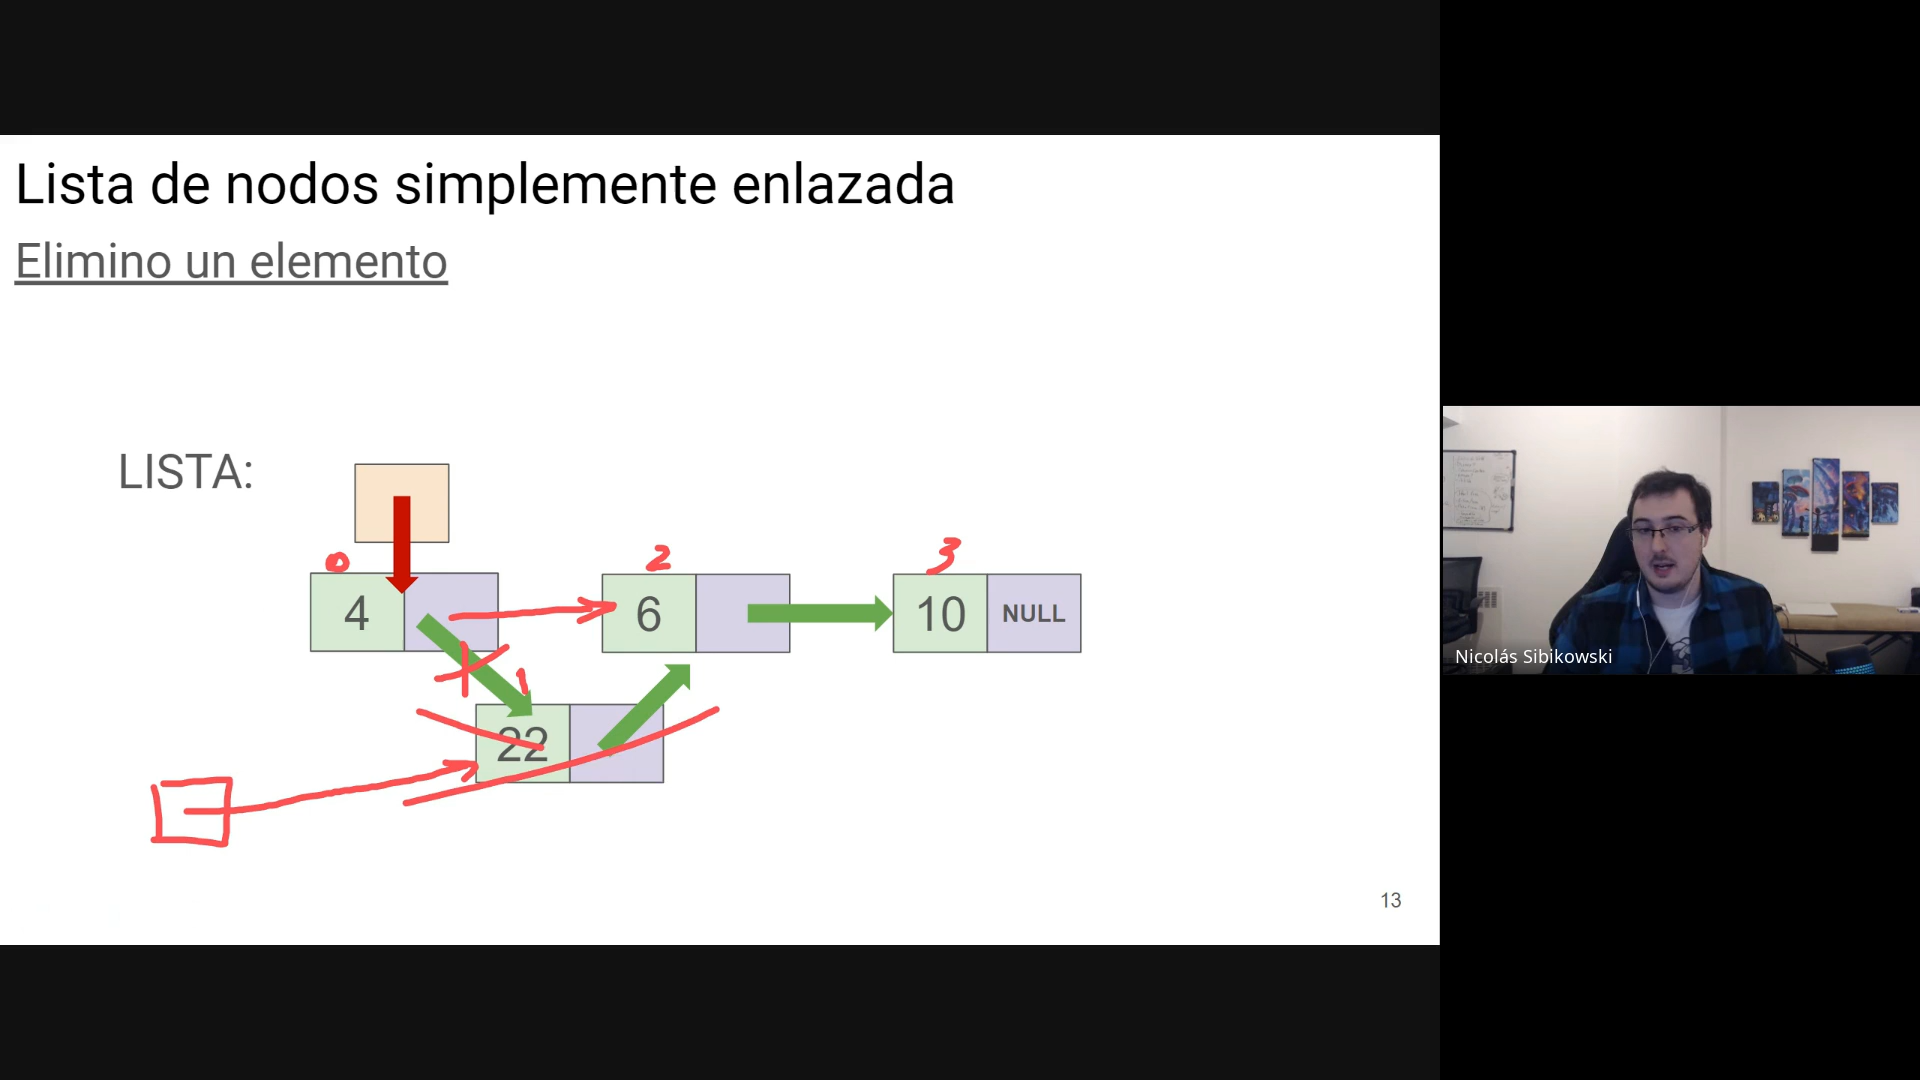 Lista de nodos simplemente enlazada
Elimino un elemento
LISTA:
0 2 3
4 6 10 NULL
1
22
Nicolás Sibikowski
13